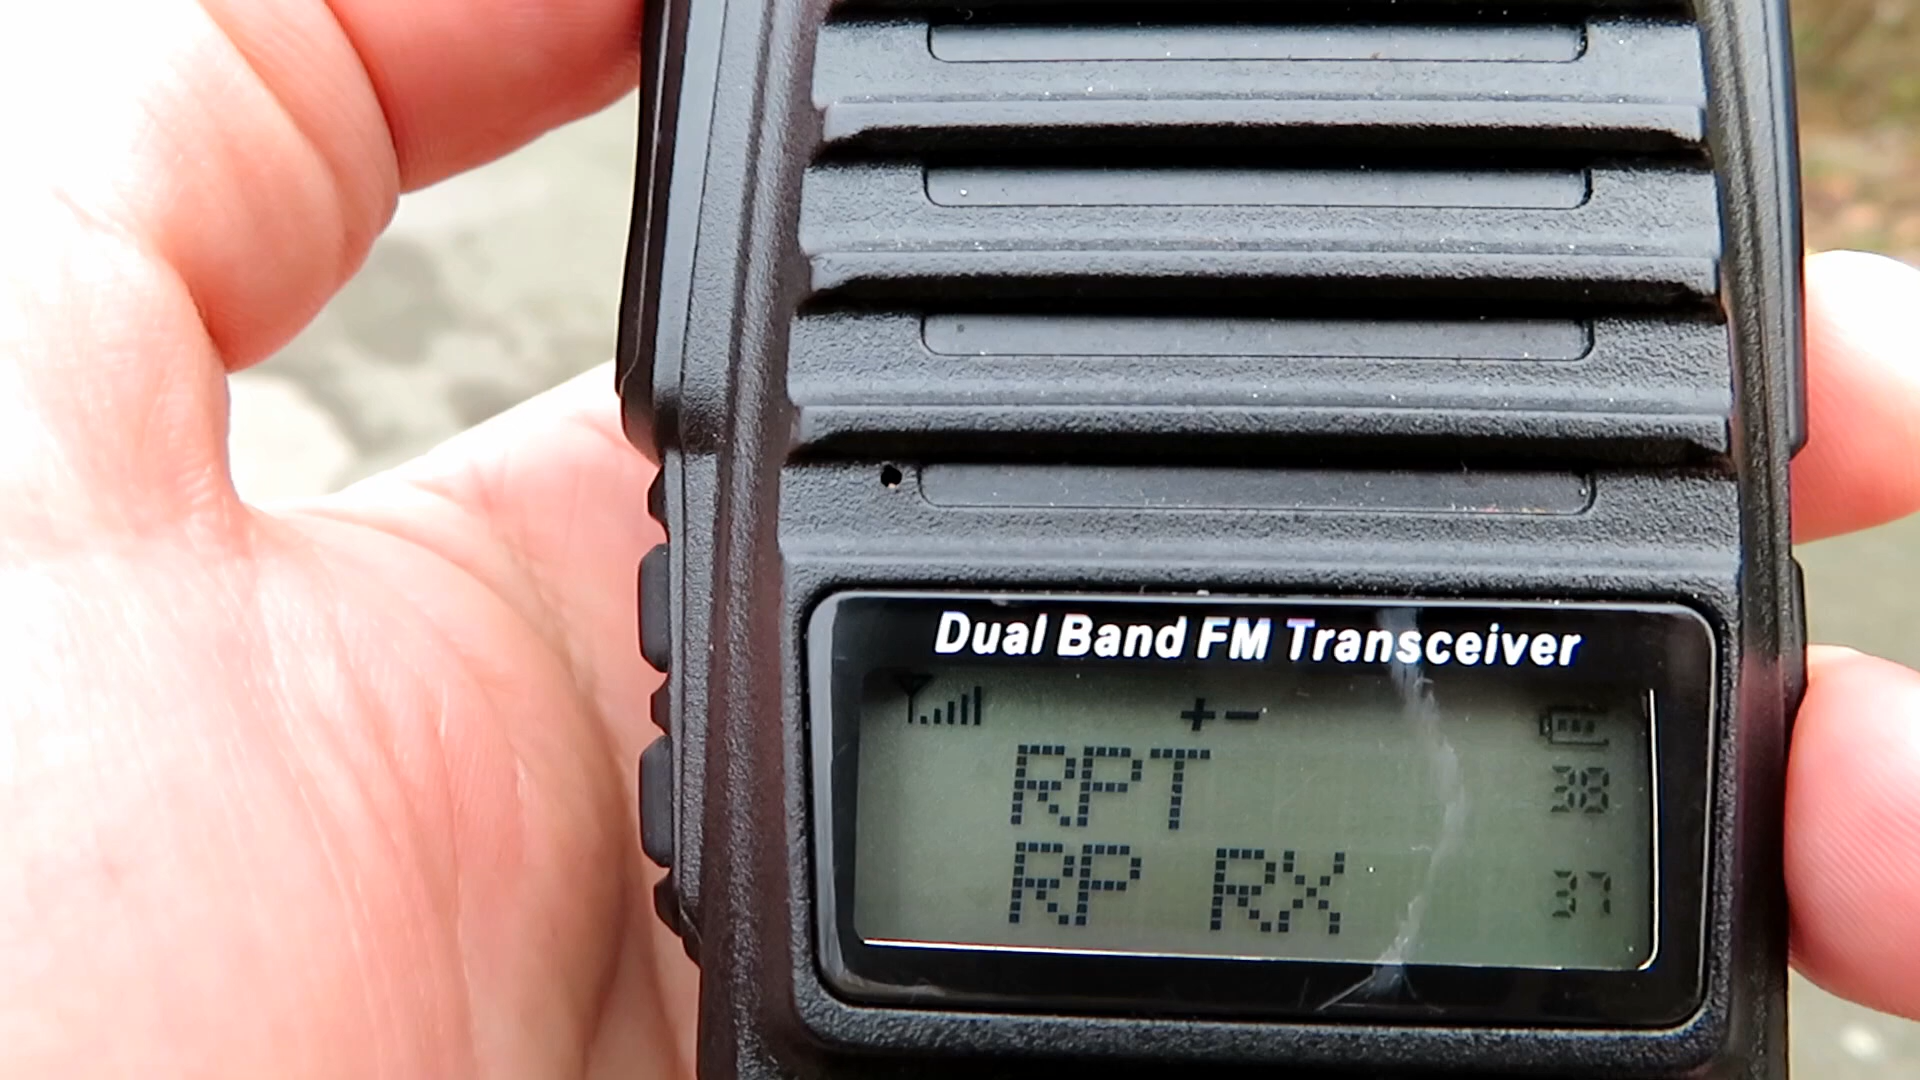 Dual Band FM Transceiver
+-
RPT 38
RP RX 37